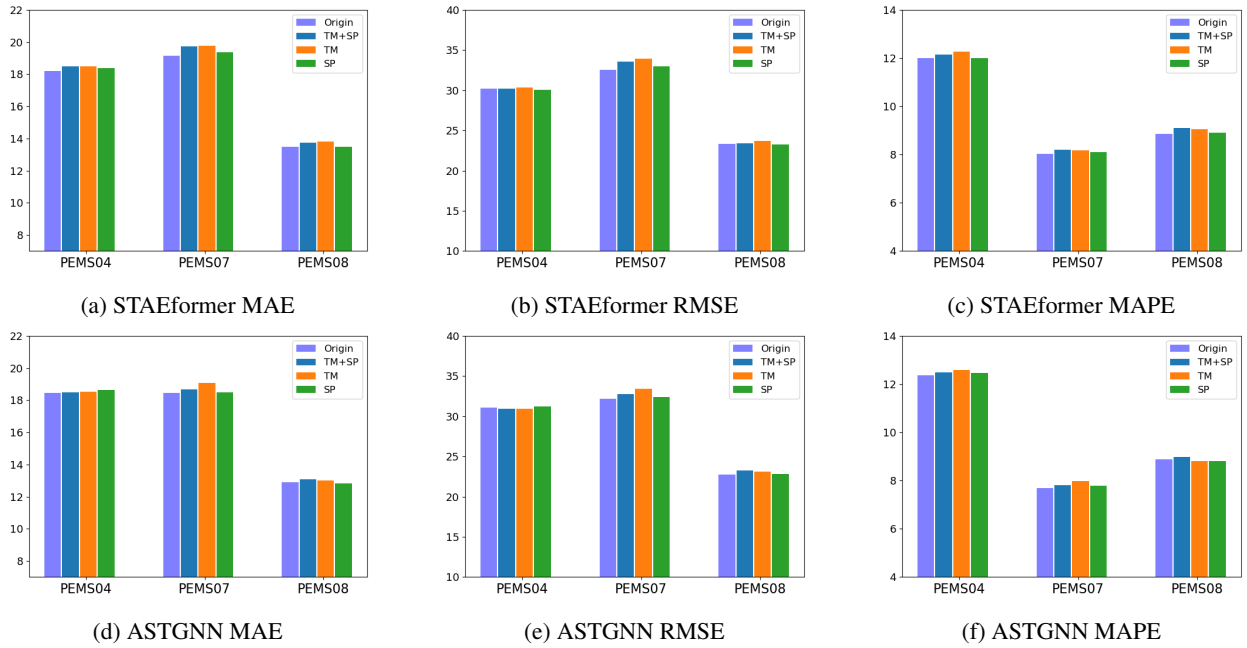 22
20
18
16
14
12
10
8
PEMS04 PEMS07 PEMS08
Origin
TM+SP
TM
SP
(a) STAEformer MAE
40
35
30
25
20
15
10
PEMS04 PEMS07 PEMS08
Origin
TM+SP
TM
SP
(b) STAEformer RMSE
14
12
10
8
6
4
PEMS04 PEMS07 PEMS08
Origin
TM+SP
TM
SP
(c) STAEformer MAPE
22
20
18
16
14
12
10
8
PEMS04 PEMS07 PEMS08
Origin
TM+SP
TM
SP
(d) ASTGNN MAE
40
35
30
25
20
15
10
PEMS04 PEMS07 PEMS08
Origin
TM+SP
TM
SP
(e) ASTGNN RMSE
14
12
10
8
6
4
PEMS04 PEMS07 PEMS08
Origin
TM+SP
TM
SP
(f) ASTGNN MAPE